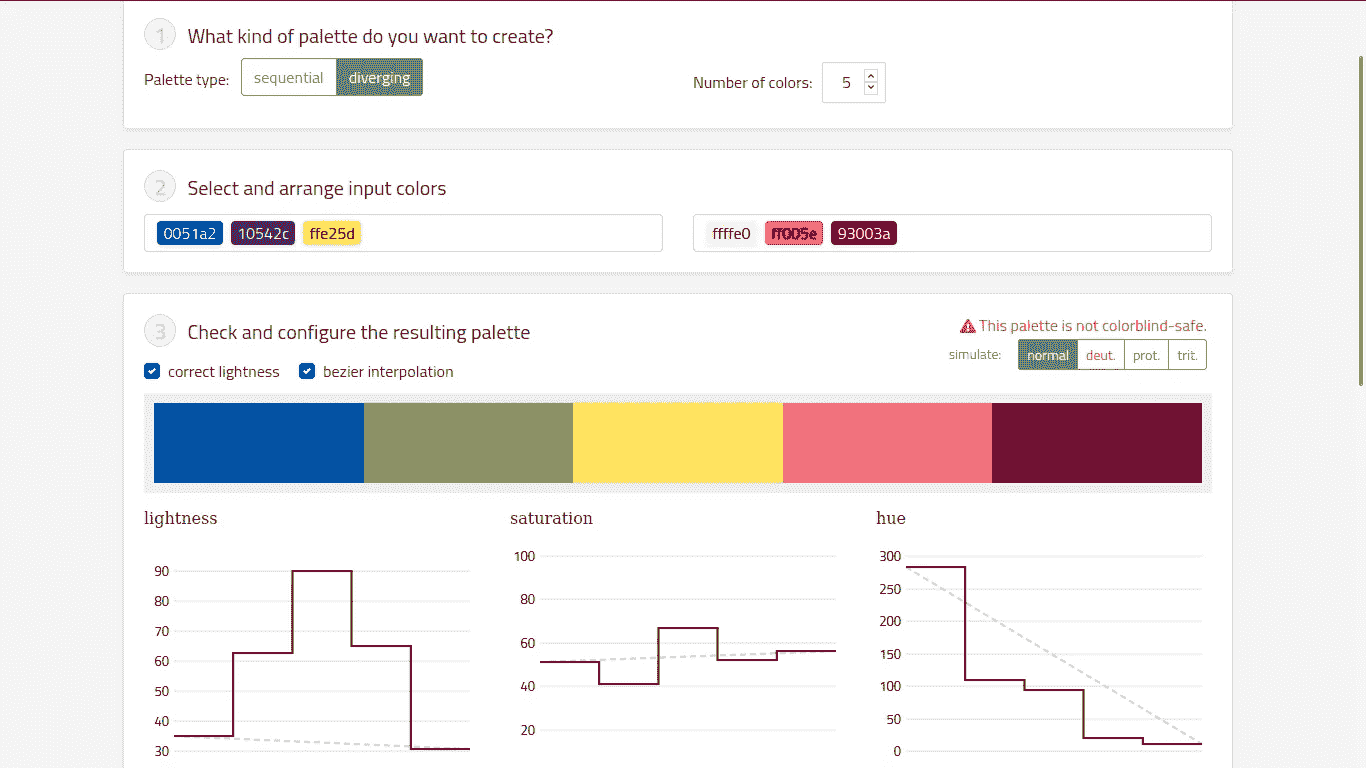 1 What kind of palette do you want to create?
Palette type: sequential diverging Number of colors: 5
2 Select and arrange input colors
0051a2 10542c ffe25d ffffe0 ff005e 93003a
3 Check and configure the resulting palette
This palette is not colorblind-safe.
simulate: normal deut. prot. trit.
correct lightness bezier interpolation
lightness
90
80
70
60
50
40
30
saturation
100
80
60
40
20
hue
300
250
200
150
100
50
0